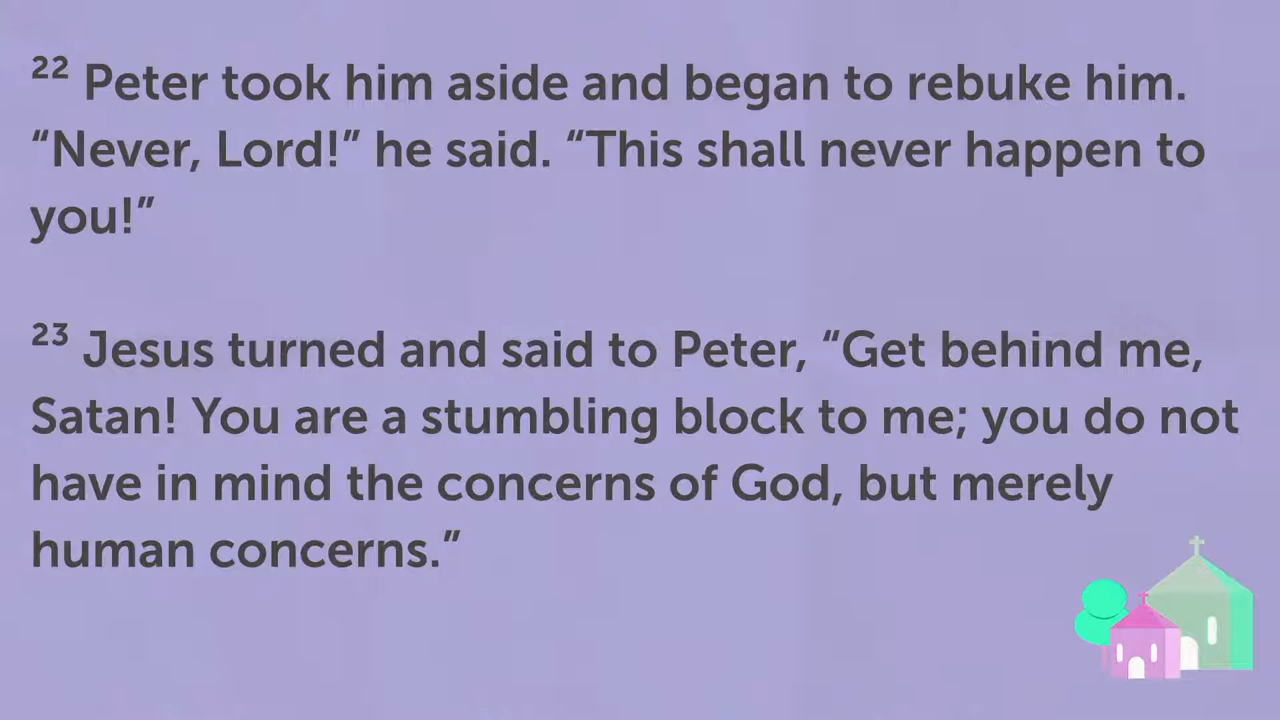 22 Peter took him aside and began to rebuke him.
“Never, Lord!” he said. “This shall never happen to
you!”
23 Jesus turned and said to Peter, “Get behind me,
Satan! You are a stumbling block to me; you do not
have in mind the concerns of God, but merely
human concerns.”